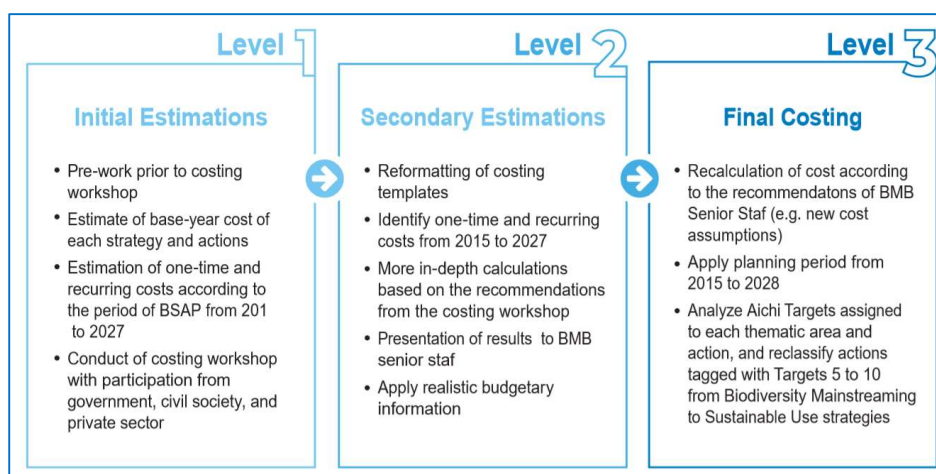 Level 1
Initial Estimations
• Pre-work prior to costing
workshop
• Estimate of base-year cost of
each strategy and actions
• Estimation of one-time and
recurring costs according to
the period of BSAP from 201
to 2027
• Conduct of costing workshop
with participation from
government, civil society, and
private sector
Level 2
Secondary Estimations
• Reformatting of costing
templates
• Identify one-time and recurring
costs from 2015 to 2027
• More in-depth calculations
based on the recommendations
from the costing workshop
• Presentation of results to BMB
senior staf
• Apply realistic budgetary
information
Level 3
Final Costing
• Recalculation of cost according
to the recommendatons of BMB
Senior Staf (e.g. new cost
assumptions)
• Apply planning period from
2015 to 2028
• Analyze Aichi Targets assigned
to each thematic area and
action, and reclassify actions
tagged with Targets 5 to 10
from Biodiversity Mainstreaming
to Sustainable Use strategies